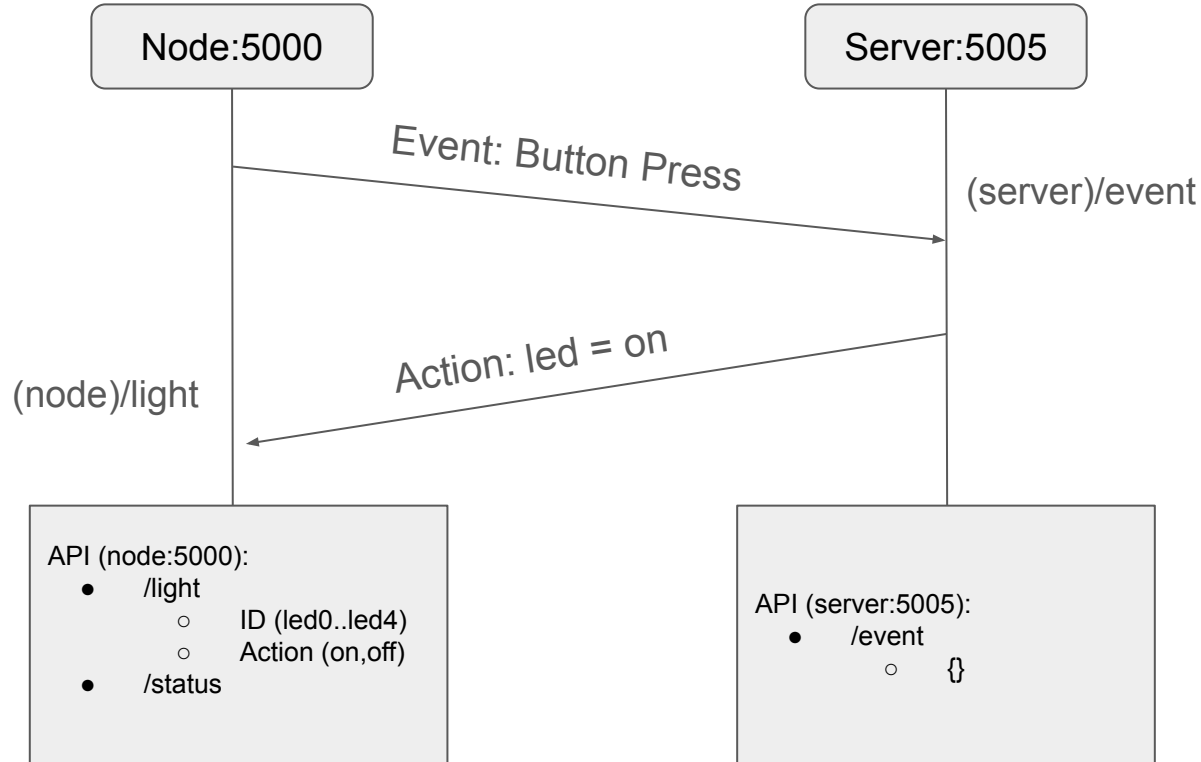 Node:5000
Server:5005
Event: Button Press
(server)/event
Action: led = on
(node)/light
API (node:5000):
● /light
○ ID (led0..led4)
○ Action (on,off)
● /status
API (server:5005):
● /event
○ {}